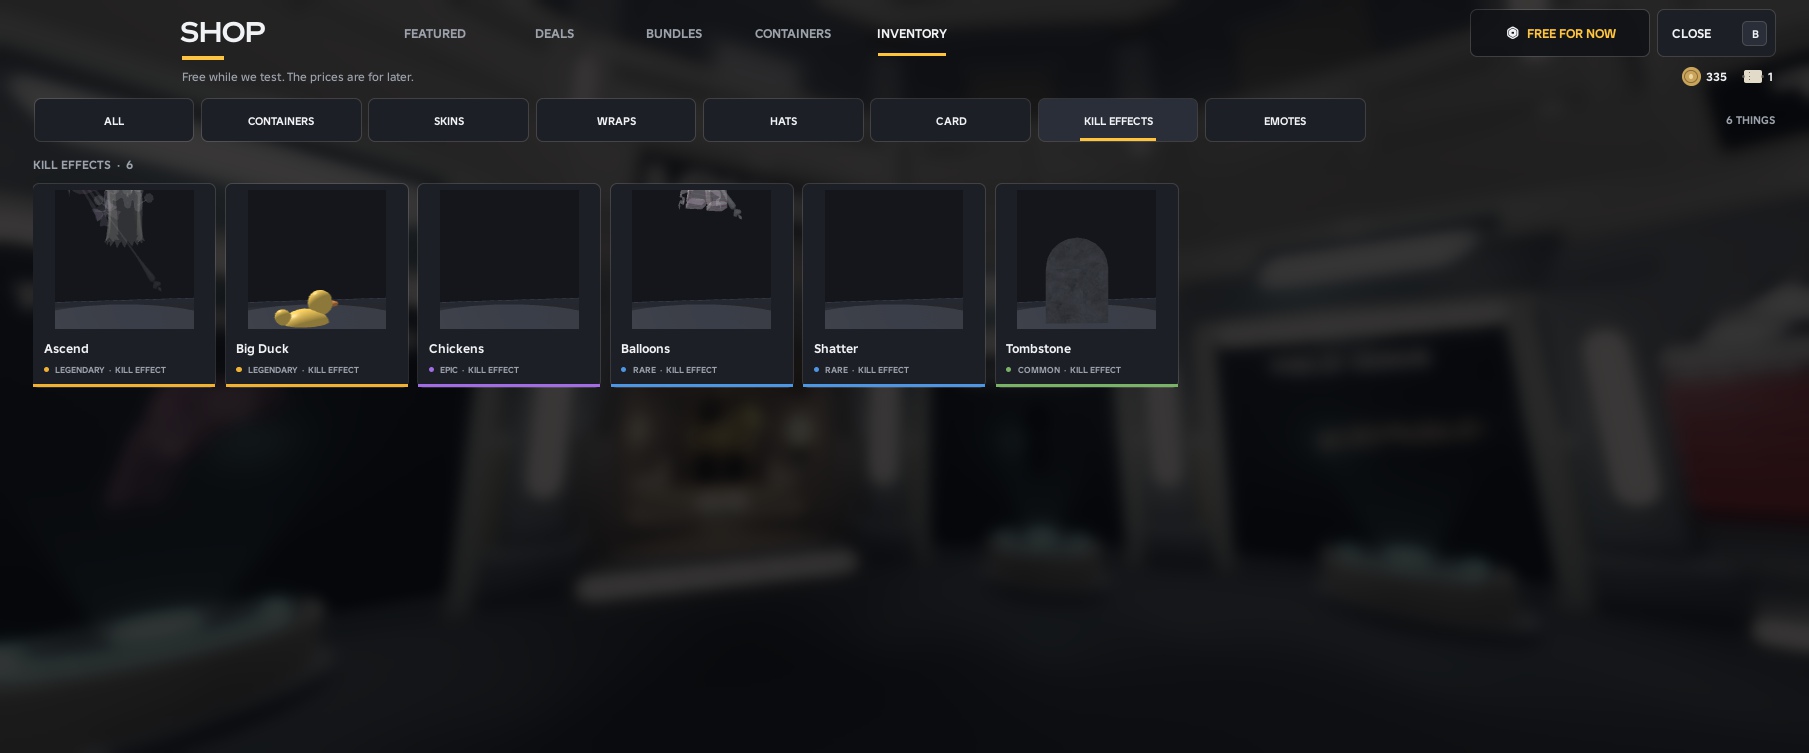 SHOP
FEATURED
DEALS
BUNDLES
CONTAINERS
INVENTORY
FREE FOR NOW
CLOSE
B
Free while we test. The prices are for later.
335
1
ALL
CONTAINERS
SKINS
WRAPS
HATS
CARD
KILL EFFECTS
EMOTES
6 THINGS
KILL EFFECTS · 6
Ascend
LEGENDARY · KILL EFFECT
Big Duck
LEGENDARY · KILL EFFECT
Chickens
EPIC · KILL EFFECT
Balloons
RARE · KILL EFFECT
Shatter
RARE · KILL EFFECT
Tombstone
COMMON · KILL EFFECT